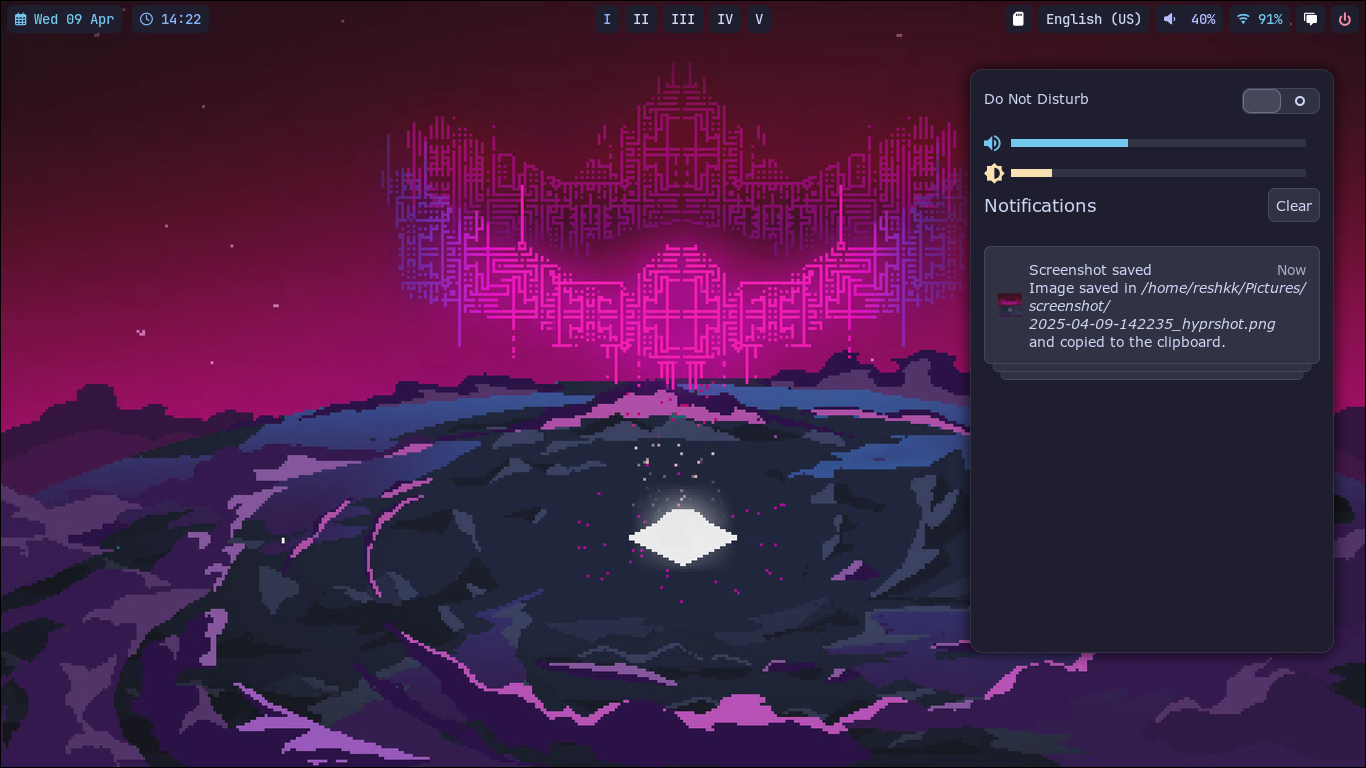 Wed 09 Apr
14:22
I II III IV V
English (US)
40%
91%
Do Not Disturb
Notifications
Clear
Screenshot saved
Now
Image saved in /home/reshkk/Pictures/
screenshot/
2025-04-09-142235_hyprshot.png
and copied to the clipboard.